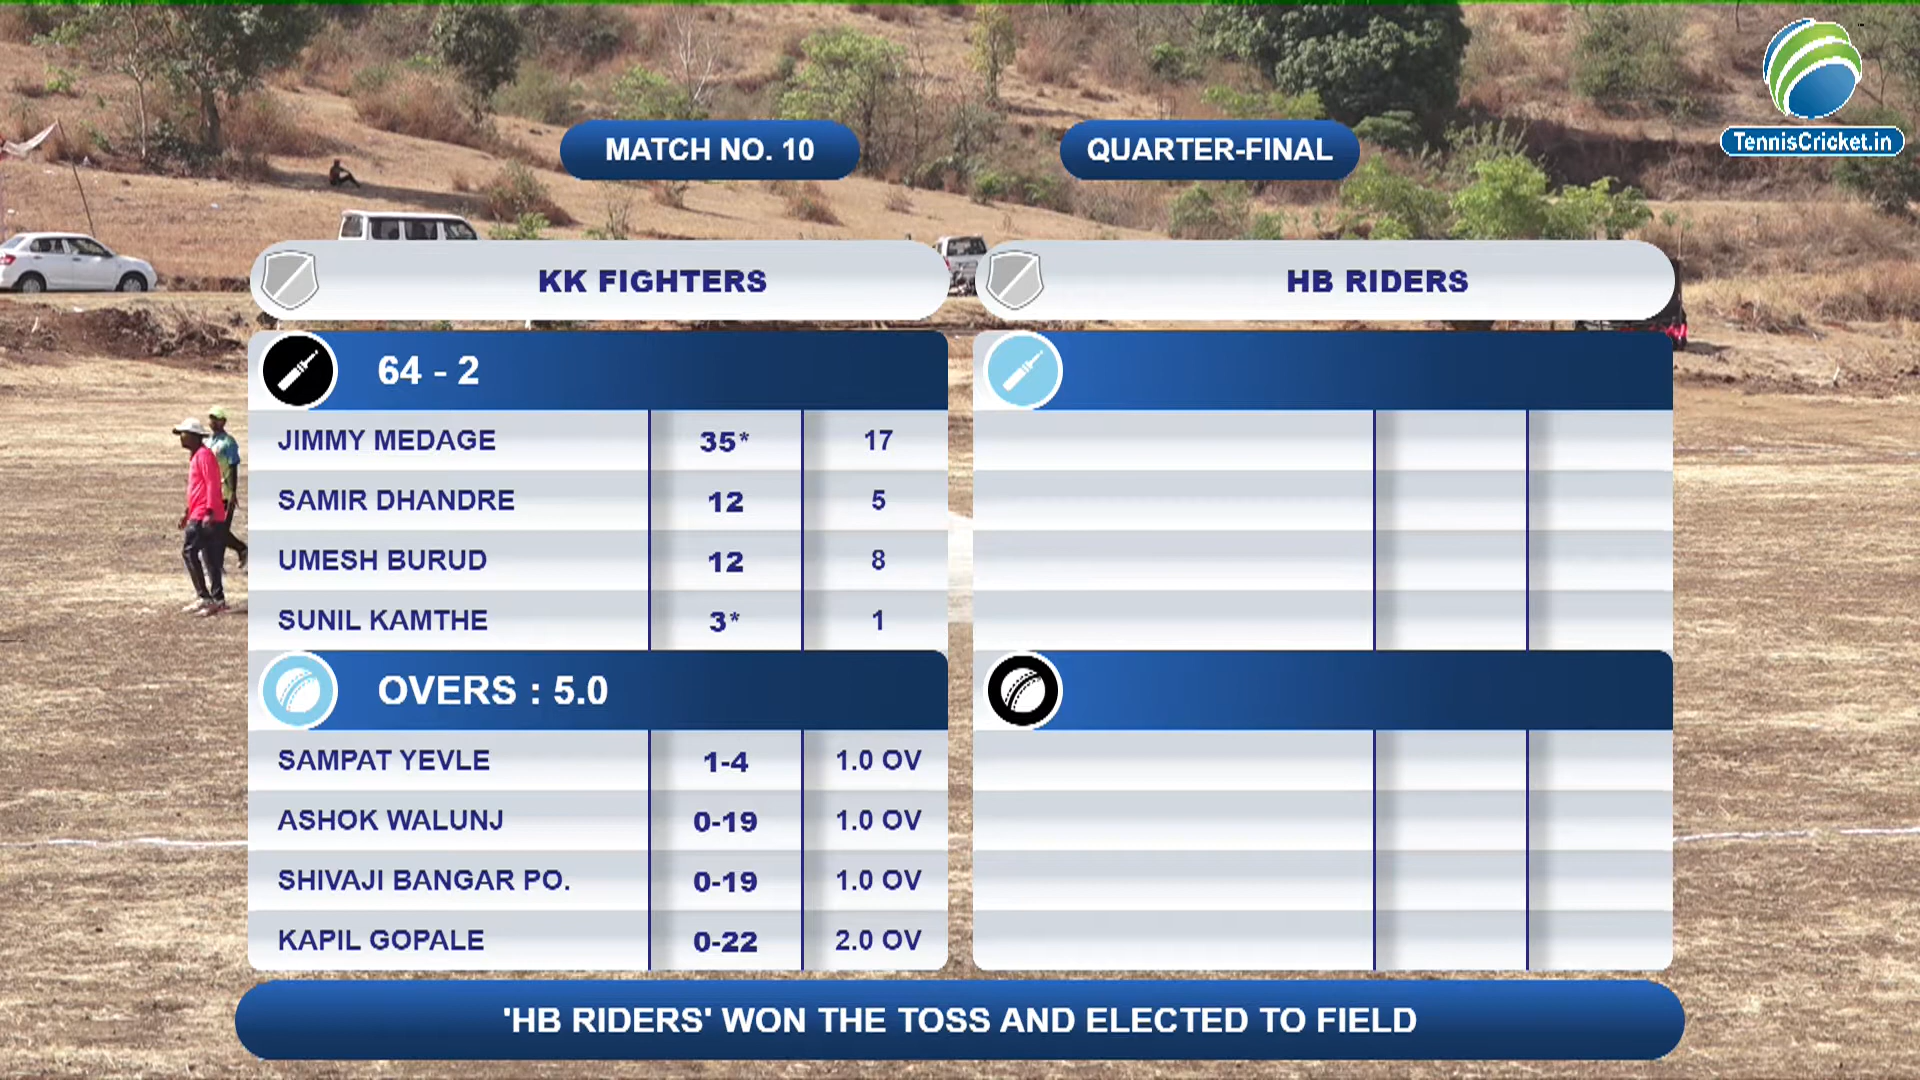 TennisCricket.in
MATCH NO. 10
QUARTER-FINAL
KK FIGHTERS
HB RIDERS
64 - 2
JIMMY MEDAGE 35* 17
SAMIR DHANDRE 12 5
UMESH BURUD 12 8
SUNIL KAMTHE 3* 1
OVERS : 5.0
SAMPAT YEVLE 1-4 1.0 OV
ASHOK WALUNJ 0-19 1.0 OV
SHIVAJI BANGAR PO. 0-19 1.0 OV
KAPIL GOPALE 0-22 2.0 OV
'HB RIDERS' WON THE TOSS AND ELECTED TO FIELD